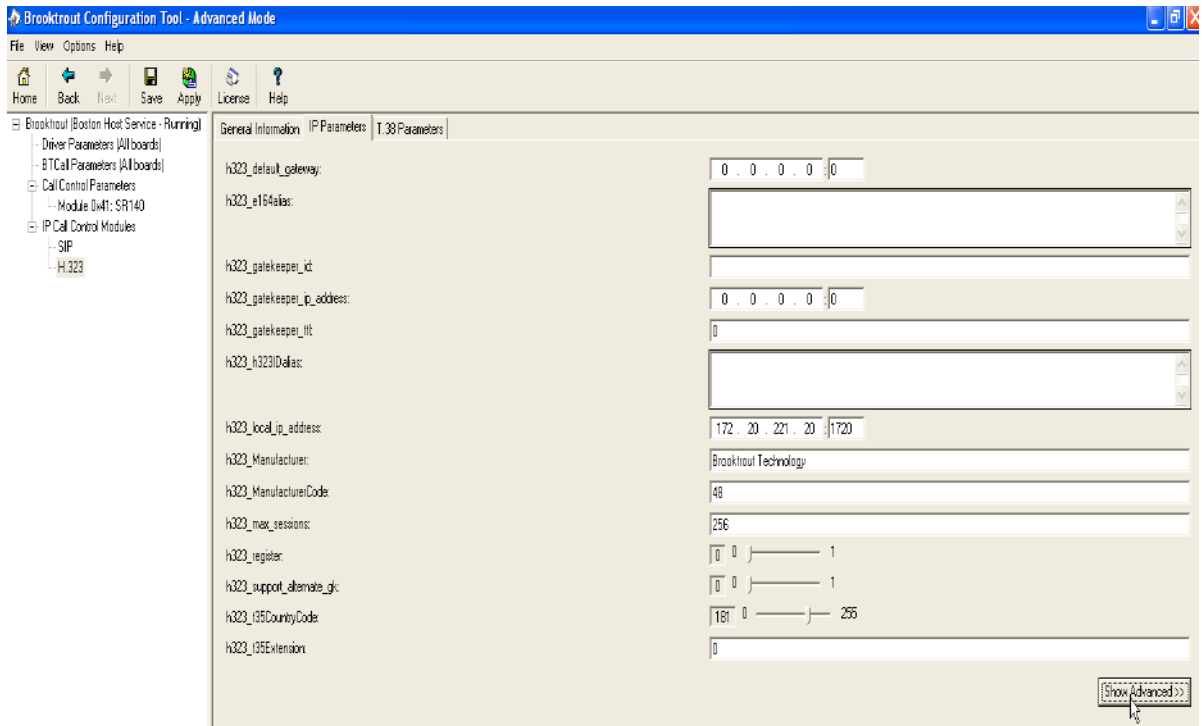 Brooktrout Configuration Tool - Advanced Mode
File View Options Help
Home Back Next Save Apply License Help
Brooktrout (Boston Host Service - Running)
Driver Parameters (All boards)
BTCall Parameters (All boards)
Call Control Parameters
Module 0x41: SR140
IP Call Control Modules
SIP
H.323
General Information IP Parameters T.38 Parameters
h323_default_gateway: 0 . 0 . 0 . 0 :0
h323_e164alias:
h323_gatekeeper_id:
h323_gatekeeper_ip_address: 0 . 0 . 0 . 0 :0
h323_gatekeeper_ttl: 0
h323_h323IDalias:
h323_local_ip_address: 172 . 20 . 221 . 20 :1720
h323_Manufacturer: Brooktrout Technology
h323_ManufacturerCode: 48
h323_max_sessions: 256
h323_register: 0 0 1
h323_support_alternate_gk: 0 0 1
h323_t35CountryCode: 181 0 255
h323_t35Extension: 0
Show Advanced >>